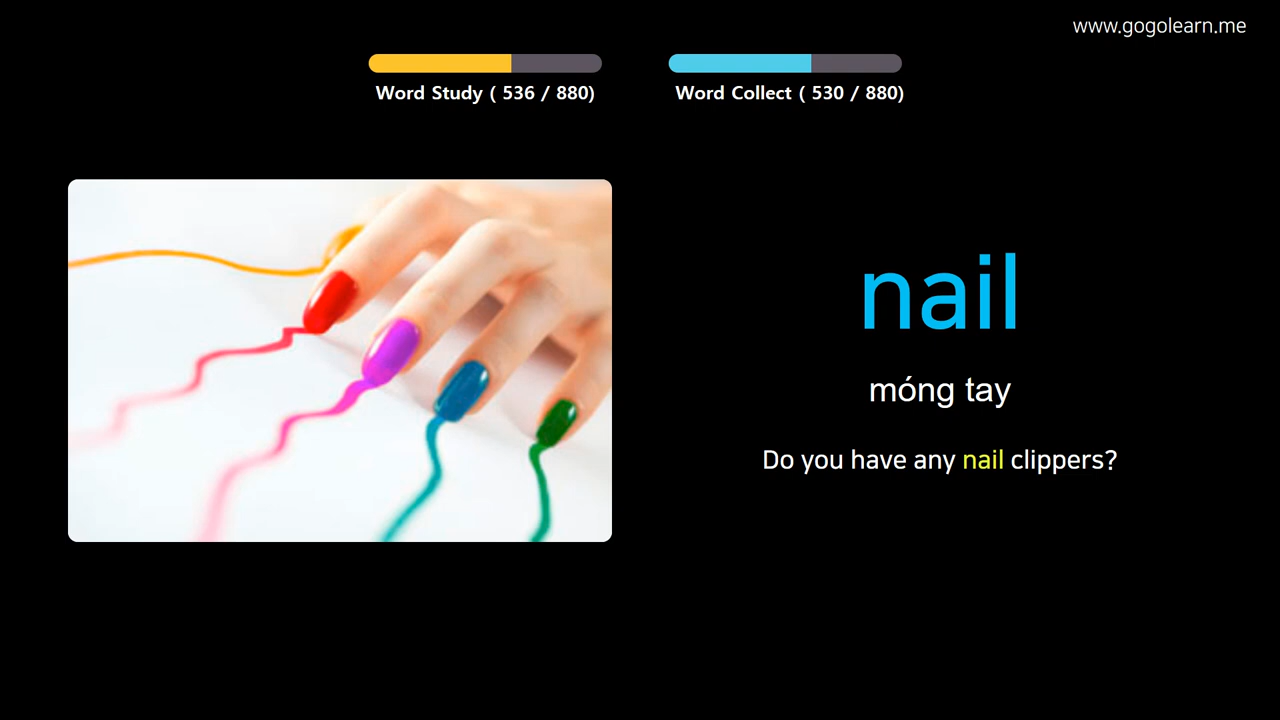 www.gogolearn.me
Word Study ( 536 / 880)
Word Collect ( 530 / 880)
nail
móng tay
Do you have any nail clippers?